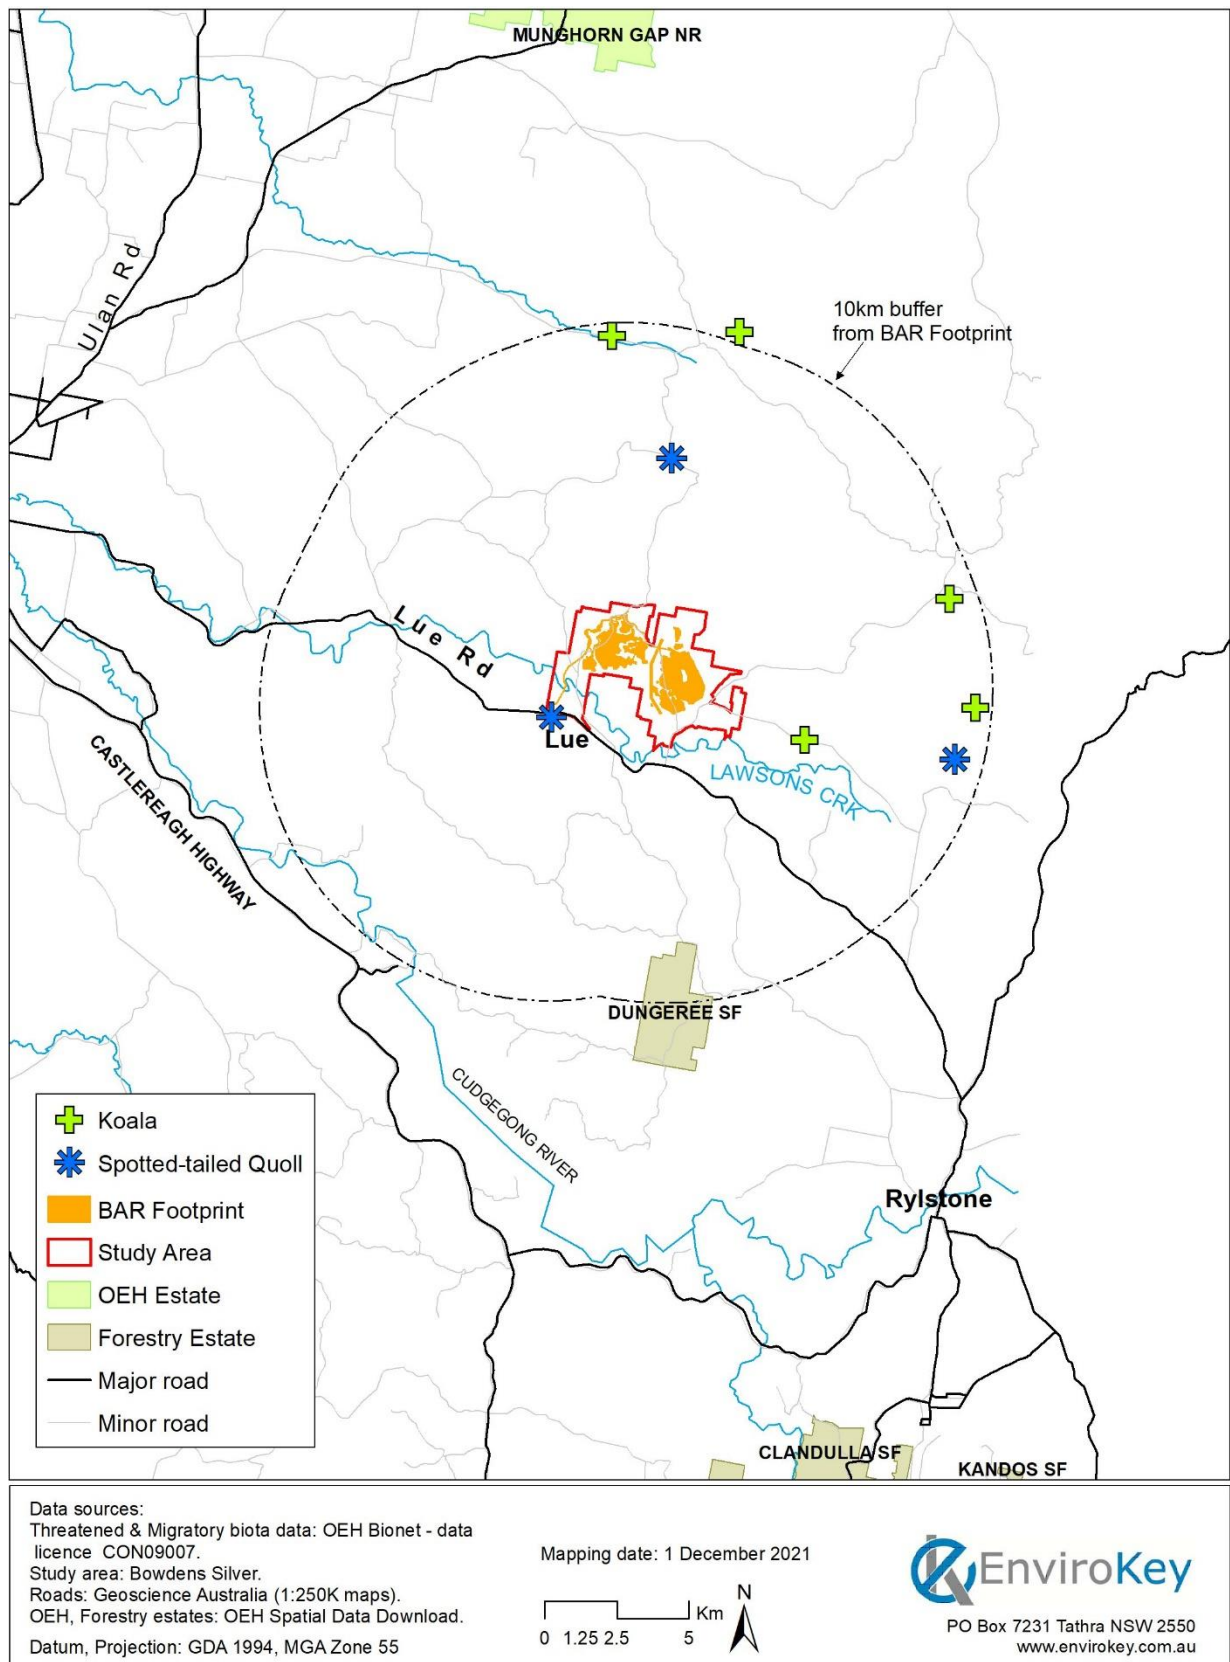 MUNGHORN GAP NR
Ulan Rd
10km buffer
from BAR Footprint
Lue Rd
Lue
LAWSONS CRK
CASTLEREAGH HIGHWAY
DUNGEREE SF
CUDGEGONG RIVER
Rylstone
CLANDULLA SF
KANDOS SF
Koala
Spotted-tailed Quoll
BAR Footprint
Study Area
OEH Estate
Forestry Estate
Major road
Minor road
Data sources:
Threatened & Migratory biota data: OEH Bionet - data
licence CON09007.
Study area: Bowdens Silver.
Roads: Geoscience Australia (1:250K maps).
OEH, Forestry estates: OEH Spatial Data Download.
Datum, Projection: GDA 1994, MGA Zone 55
Mapping date: 1 December 2021
N
Km
0 1.25 2.5 5
EnviroKey
PO Box 7231 Tathra NSW 2550
www.envirokey.com.au